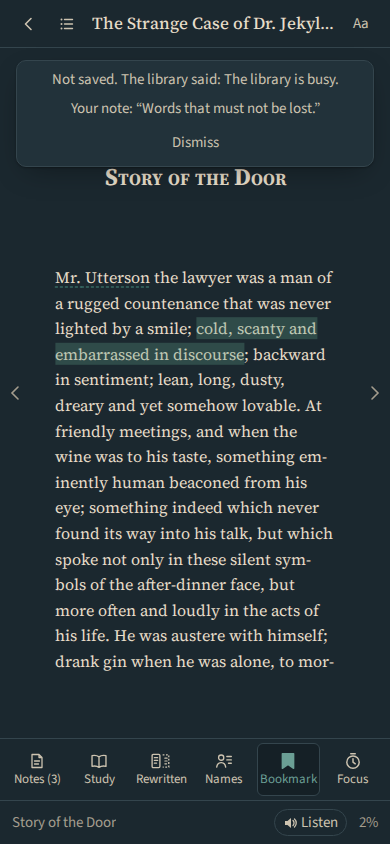 The Strange Case of Dr. Jekyl... Aa
Not saved. The library said: The library is busy.
Your note: “Words that must not be lost.”
Dismiss
Story of the Door
Mr. Utterson the lawyer was a man of
a rugged countenance that was never
lighted by a smile; cold, scanty and
embarrassed in discourse; backward
in sentiment; lean, long, dusty,
dreary and yet somehow lovable. At
friendly meetings, and when the
wine was to his taste, something em-
inently human beaconed from his
eye; something indeed which never
found its way into his talk, but which
spoke not only in these silent sym-
bols of the after-dinner face, but
more often and loudly in the acts of
his life. He was austere with himself;
drank gin when he was alone, to mor-
Notes (3) Study Rewritten Names Bookmark Focus
Story of the Door Listen 2%